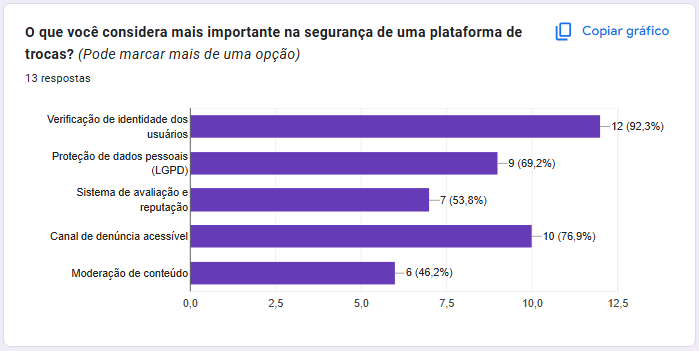 O que você considera mais importante na segurança de uma plataforma de
trocas? (Pode marcar mais de uma opção)
Copiar gráfico
13 respostas
Verificação de identidade dos
usuários
12 (92,3%)
Proteção de dados pessoais
(LGPD)
9 (69,2%)
Sistema de avaliação e
reputação
7 (53,8%)
Canal de denúncia acessível
10 (76,9%)
Moderação de conteúdo
6 (46,2%)
0,0 2,5 5,0 7,5 10,0 12,5